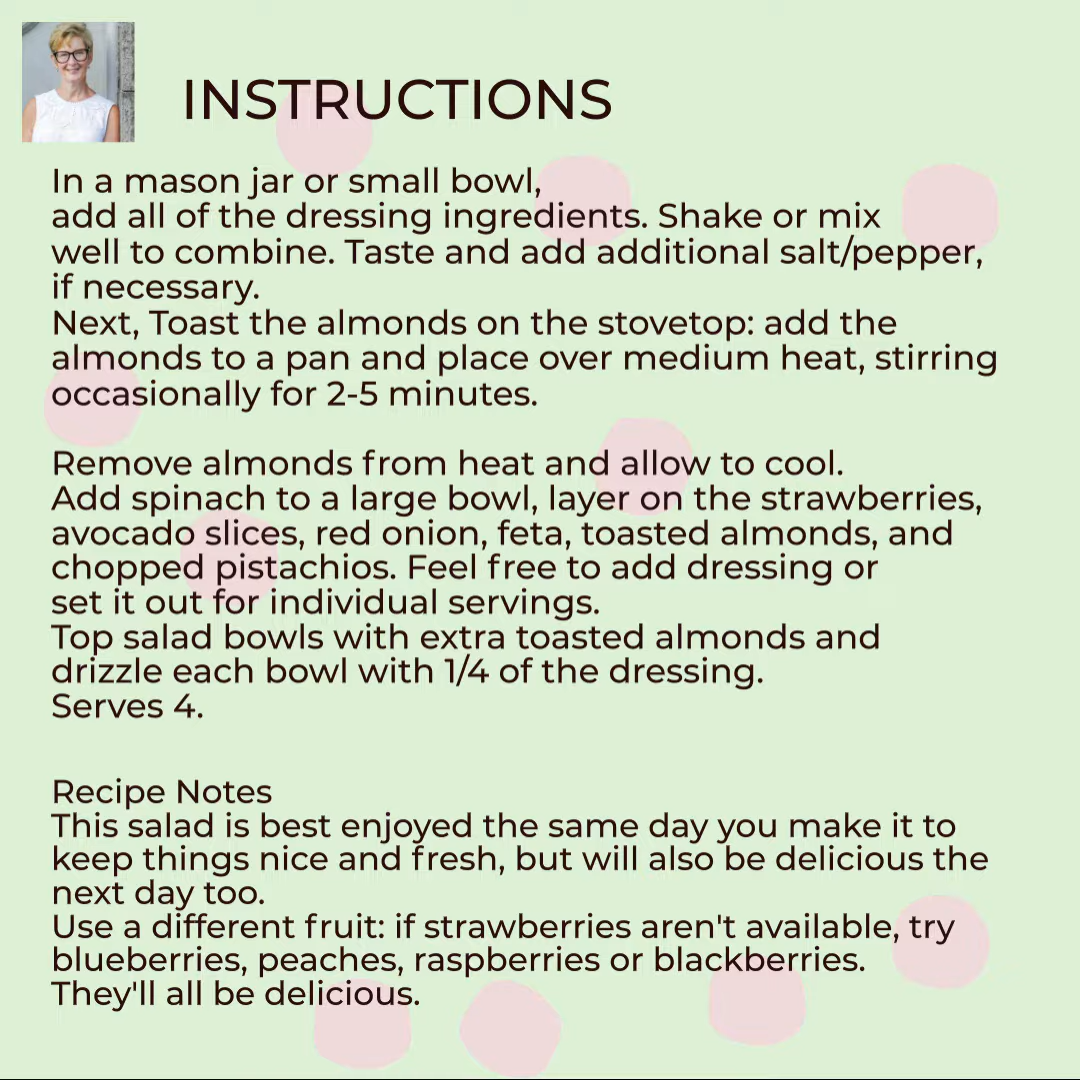 INSTRUCTIONS
In a mason jar or small bowl,
add all of the dressing ingredients. Shake or mix
well to combine. Taste and add additional salt/pepper,
if necessary.
Next, Toast the almonds on the stovetop: add the
almonds to a pan and place over medium heat, stirring
occasionally for 2-5 minutes.
Remove almonds from heat and allow to cool.
Add spinach to a large bowl, layer on the strawberries,
avocado slices, red onion, feta, toasted almonds, and
chopped pistachios. Feel free to add dressing or
set it out for individual servings.
Top salad bowls with extra toasted almonds and
drizzle each bowl with 1/4 of the dressing.
Serves 4.
Recipe Notes
This salad is best enjoyed the same day you make it to
keep things nice and fresh, but will also be delicious the
next day too.
Use a different fruit: if strawberries aren't available, try
blueberries, peaches, raspberries or blackberries.
They'll all be delicious.